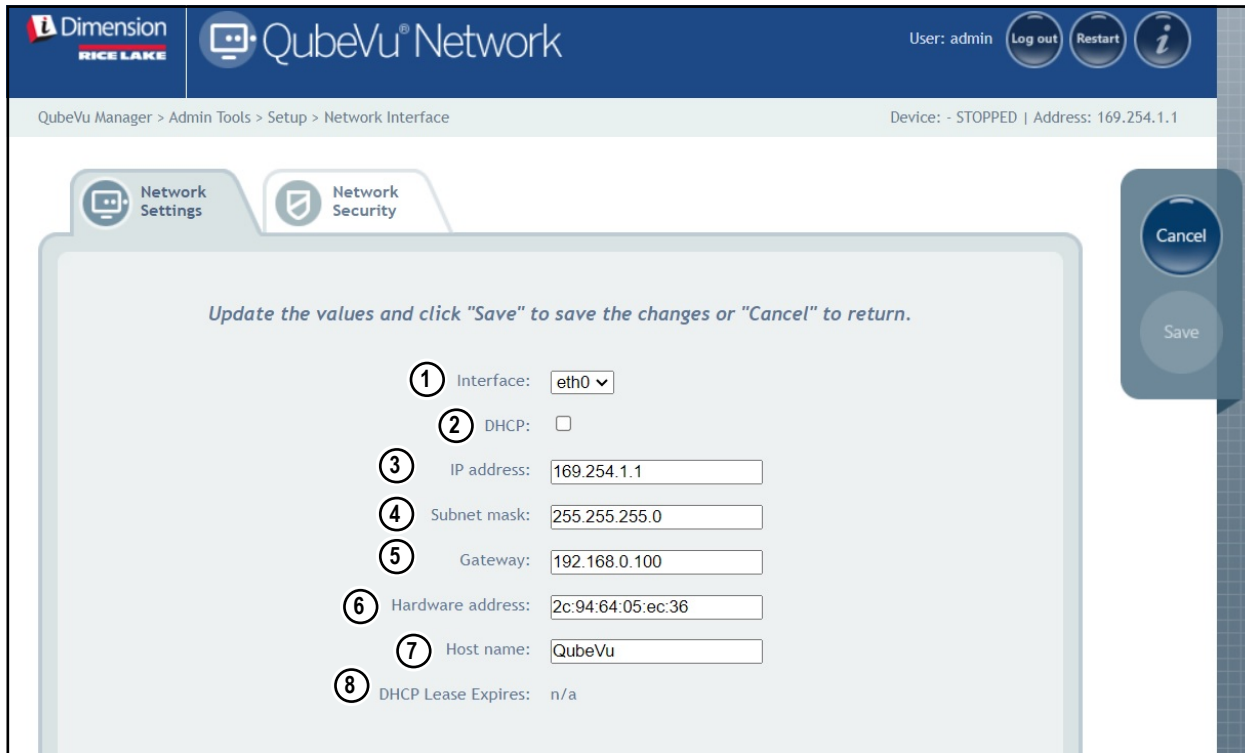 i Dimension
RICE LAKE
QubeVu® Network
User: admin
Log out
Restart
i
QubeVu Manager > Admin Tools > Setup > Network Interface
Device: - STOPPED | Address: 169.254.1.1
Network
Settings
Network
Security
Cancel
Save
Update the values and click "Save" to save the changes or "Cancel" to return.
1 Interface: eth0
2 DHCP:
3 IP address: 169.254.1.1
4 Subnet mask: 255.255.255.0
5 Gateway: 192.168.0.100
6 Hardware address: 2c:94:64:05:ec:36
7 Host name: QubeVu
8 DHCP Lease Expires: n/a